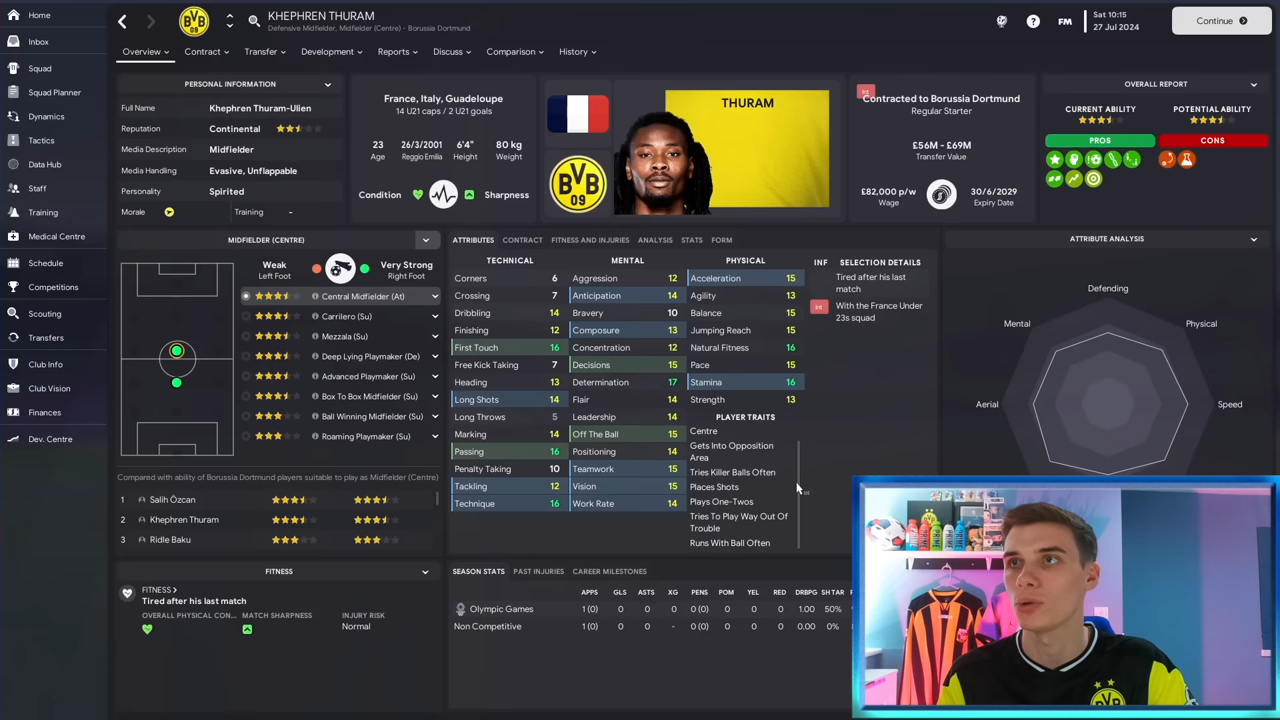 Home
Inbox
Squad
Squad Planner
Dynamics
Tactics
Data Hub
Staff
Training
Medical Centre
Schedule
Competitions
Scouting
Transfers
Club Info
Club Vision
Finances
Dev. Centre
BVB 09
KHEPHREN THURAM
Defensive Midfielder, Midfielder (Centre) - Borussia Dortmund
FM
Sat 10:15
27 Jul 2024
Continue
Overview Contract Transfer Development Reports Discuss Comparison History
PERSONAL INFORMATION
Full Name Khephren Thuram-Ulien
Reputation Continental
Media Description Midfielder
Media Handling Evasive, Unflappable
Personality Spirited
Morale Training -
France, Italy, Guadeloupe
14 U21 caps / 2 U21 goals
23 26/3/2001 6'4" 80 kg
Age Reggio Emilia Height Weight
Condition Sharpness
BVB 09
THURAM
Int
Contracted to Borussia Dortmund
Regular Starter
£56M - £69M
Transfer Value
£82,000 p/w 30/6/2029
Wage Expiry Date
OVERALL REPORT
CURRENT ABILITY POTENTIAL ABILITY
PROS CONS
MIDFIELDER (CENTRE)
Weak Very Strong
Left Foot Right Foot
Central Midfielder (At)
Carrilero (Su)
Mezzala (Su)
Deep Lying Playmaker (De)
Advanced Playmaker (Su)
Box To Box Midfielder (Su)
Ball Winning Midfielder (Su)
Roaming Playmaker (Su)
Compared with ability of Borussia Dortmund players suitable to play as Midfielder (Centre)
1 Salih Özcan
2 Khephren Thuram
3 Ridle Baku
ATTRIBUTES CONTRACT FITNESS AND INJURIES ANALYSIS STATS FORM
TECHNICAL MENTAL PHYSICAL
Corners 6 Aggression 12 Acceleration 15
Crossing 7 Anticipation 14 Agility 13
Dribbling 14 Bravery 10 Balance 15
Finishing 12 Composure 13 Jumping Reach 15
First Touch 16 Concentration 12 Natural Fitness 16
Free Kick Taking 7 Decisions 15 Pace 15
Heading 13 Determination 17 Stamina 16
Long Shots 14 Flair 14 Strength 13
Long Throws 5 Leadership 14
Marking 14 Off The Ball 15
Passing 16 Positioning 14
Penalty Taking 10 Teamwork 15
Tackling 12 Vision 15
Technique 16 Work Rate 14
PLAYER TRAITS
Centre
Gets Into Opposition
Area
Tries Killer Balls Often
Places Shots
Plays One-Twos
Tries To Play Way Out Of
Trouble
Runs With Ball Often
INF SELECTION DETAILS
Tired after his last
match
Int With the France Under
23s squad
ATTRIBUTE ANALYSIS
Defending
Mental Physical
Aerial Speed
FITNESS
FITNESS
Tired after his last match
OVERALL PHYSICAL CON... MATCH SHARPNESS INJURY RISK
Normal
SEASON STATS PAST INJURIES CAREER MILESTONES
APPS GLS ASTS XG PENS POM YEL RED DRBPG SH TAR
Olympic Games 1 (0) 0 0 0 0 (0) 0 0 0 1.00 50%
Non Competitive 1 (0) 0 0 - 0 (0) 0 0 0 0.00 0%